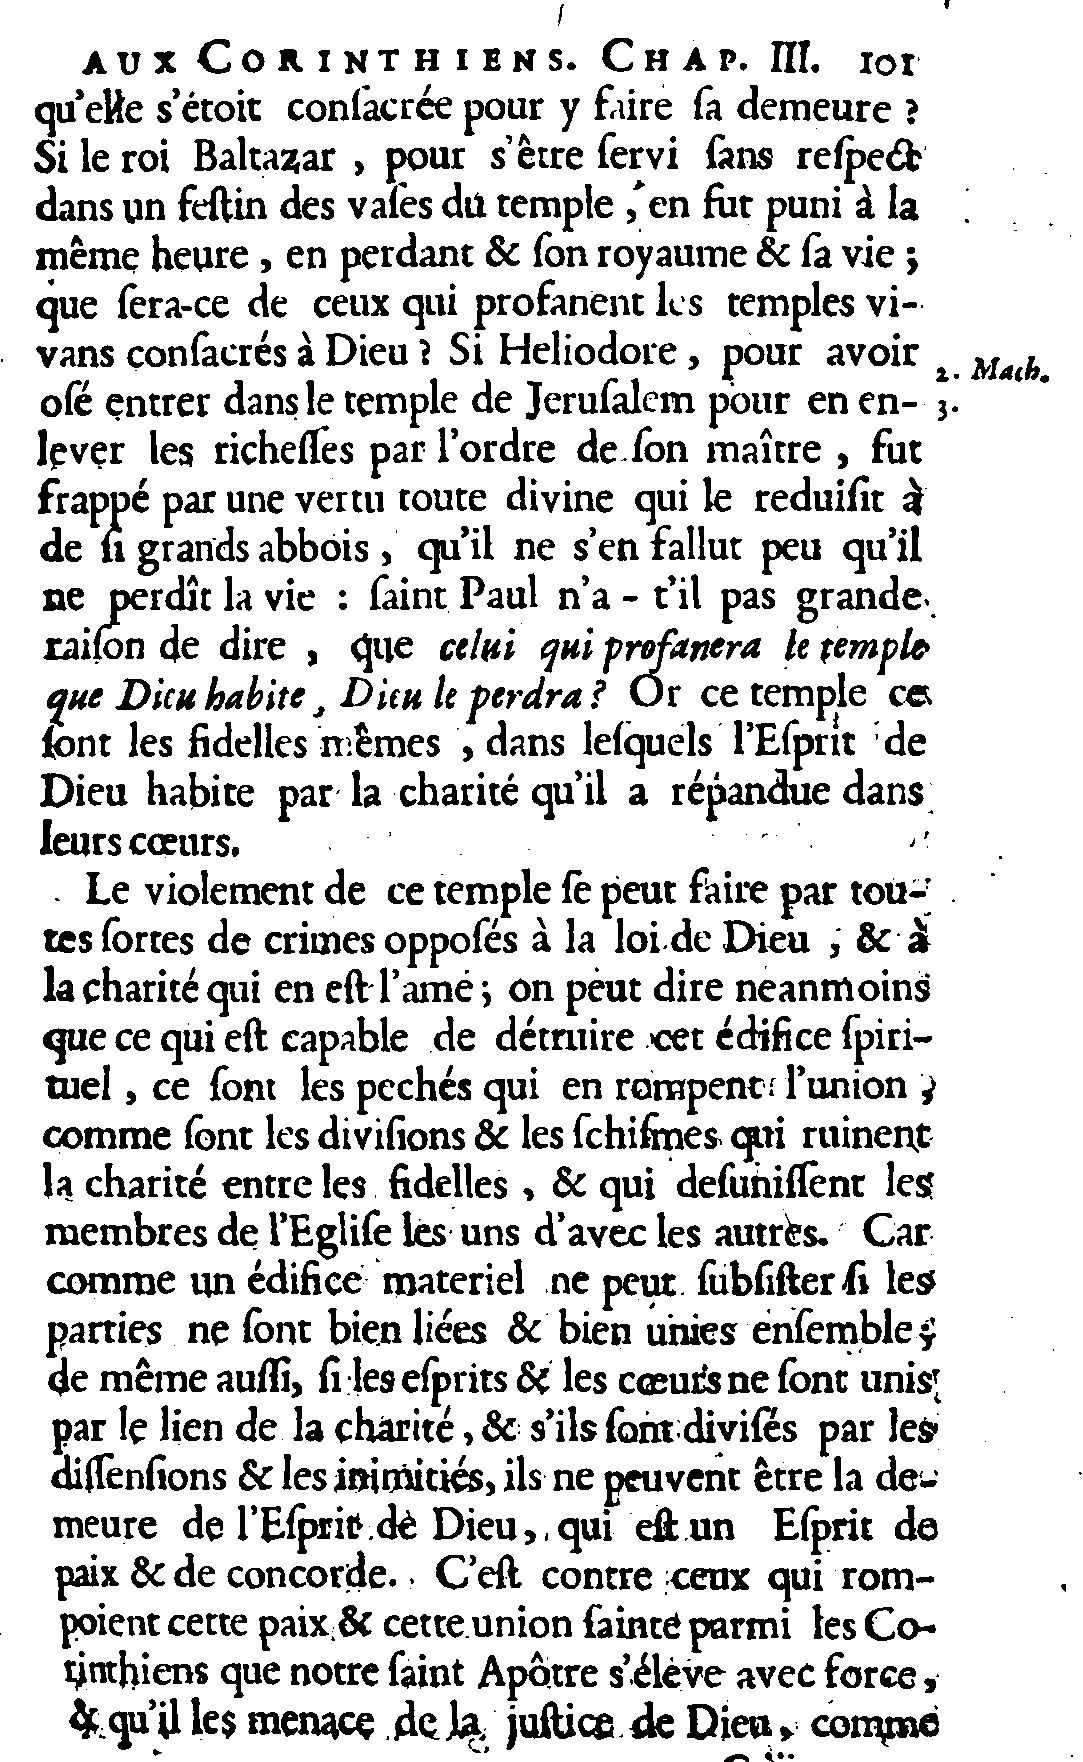 AUX CORINTHIENS. CHAP. III. 101
qu'elle s'étoit conſacrée pour y faire ſa demeure ?
Si le roi Baltazar , pour s'être ſervi ſans reſpect
dans un feſtin des vaſes du temple , en fut puni à la
même heure , en perdant & ſon royaume & ſa vie ;
que ſera-ce de ceux qui profanent les temples vi-
vans conſacrés à Dieu ? Si Heliodore , pour avoir
2. Mach.
oſé entrer dans le temple de Jeruſalem pour en en-
3.
lever les richeſſes par l'ordre de ſon maître , fut
frappé par une vertu toute divine qui le reduiſit à
de ſi grands abbois , qu'il ne s'en fallut peu qu'il
ne perdît la vie : ſaint Paul n'a - t'il pas grande
raiſon de dire , que celui qui profanera le temple
que Dieu habite , Dieu le perdra ? Or ce temple ce
ſont les fidelles mêmes , dans leſquels l'Eſprit de
Dieu habite par la charité qu'il a répandue dans
leurs cœurs.
Le violement de ce temple ſe peut faire par tou-
tes ſortes de crimes oppoſés à la loi de Dieu , & à
la charité qui en eſt l'ame ; on peut dire neanmoins
que ce qui eſt capable de détruire cet édifice ſpiri-
tuel , ce ſont les pechés qui en rompent l'union ,
comme ſont les diviſions & les ſchiſmes qui ruinent
la charité entre les fidelles , & qui deſuniſſent les
membres de l'Egliſe les uns d'avec les autres. Car
comme un édifice materiel ne peut ſubſiſter ſi les
parties ne ſont bien liées & bien unies enſemble ;
de même auſſi, ſi les eſprits & les cœurs ne ſont unis
par le lien de la charité , & s'ils ſont diviſés par les
diſſenſions & les inimitiés, ils ne peuvent être la de-
meure de l'Eſprit de Dieu , qui eſt un Eſprit de
paix & de concorde. C'eſt contre ceux qui rom-
poient cette paix & cette union ſainte parmi les Co-
rinthiens que notre ſaint Apôtre s'éleve avec force ,
& qu'il les menace de la juſtice de Dieu , comme